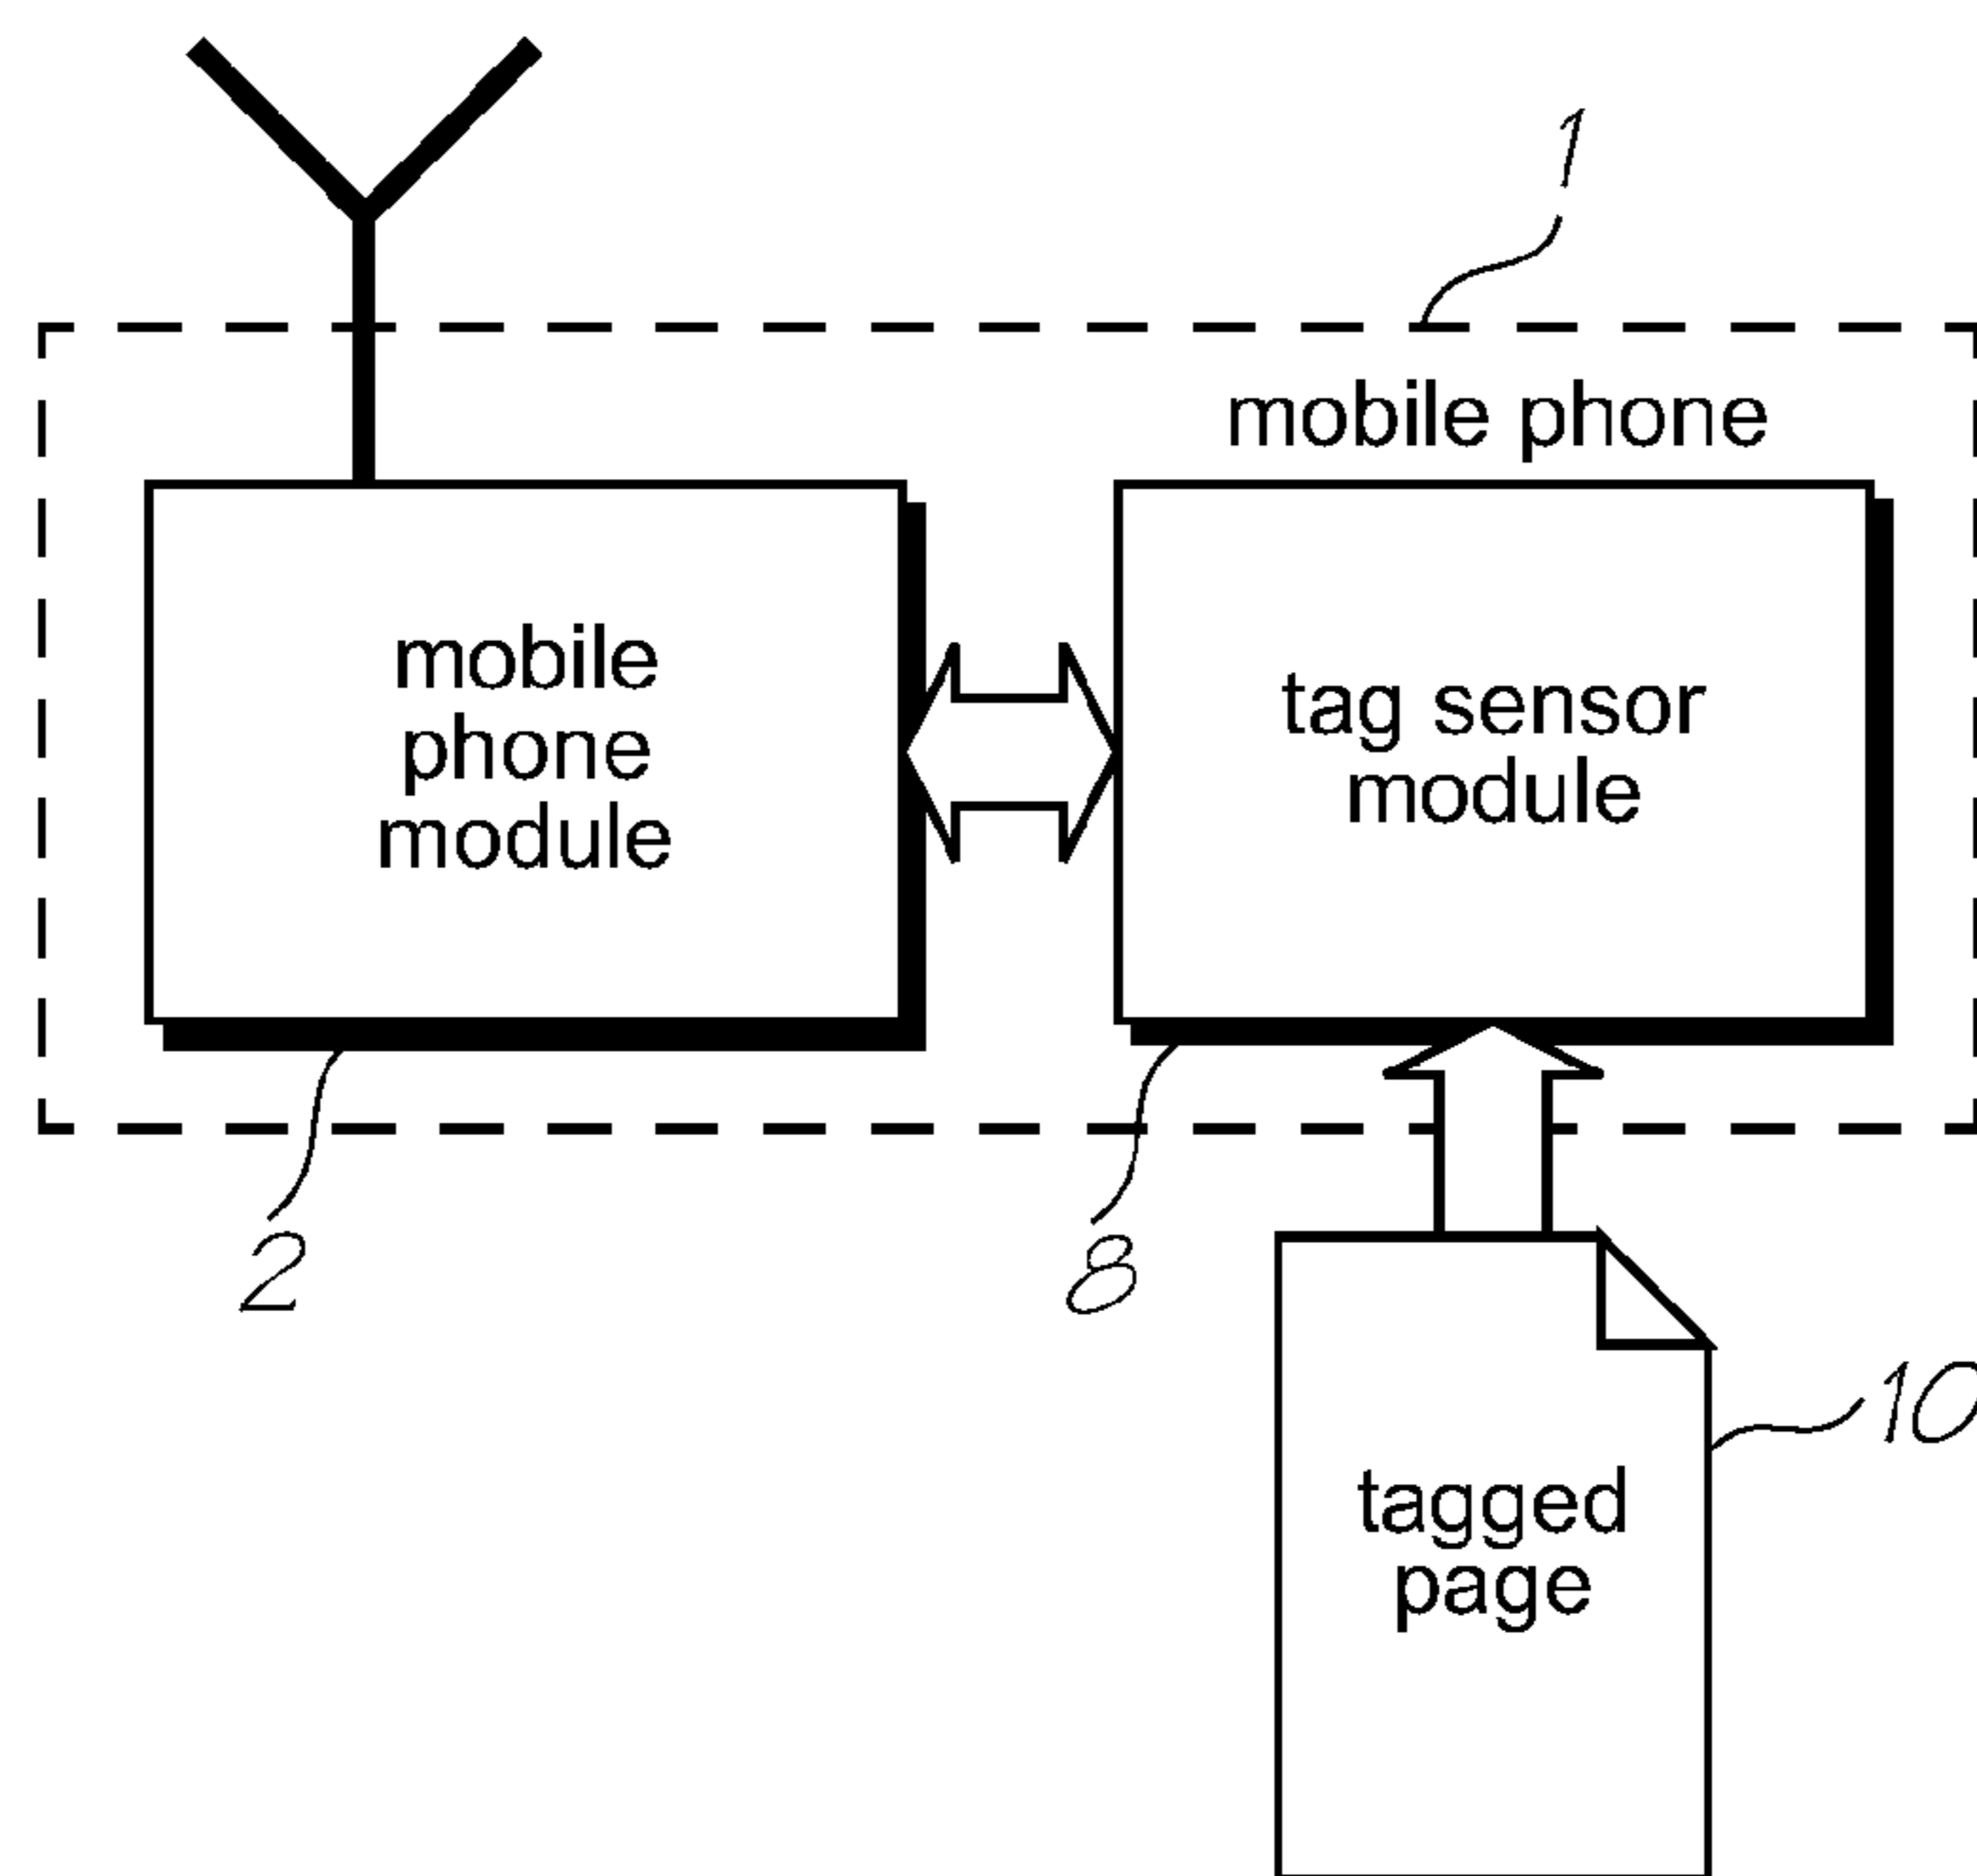 1
mobile phone
mobile
phone
module
tag sensor
module
2
8
10
tagged
page